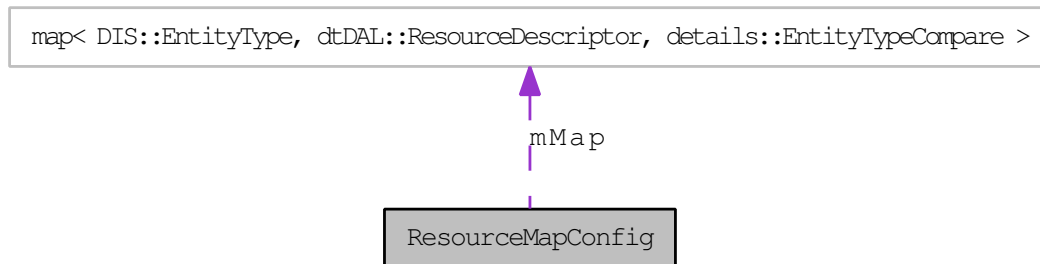 map< DIS::EntityType, dtDAL::ResourceDescriptor, details::EntityTypeCompare >
mMap
ResourceMapConfig